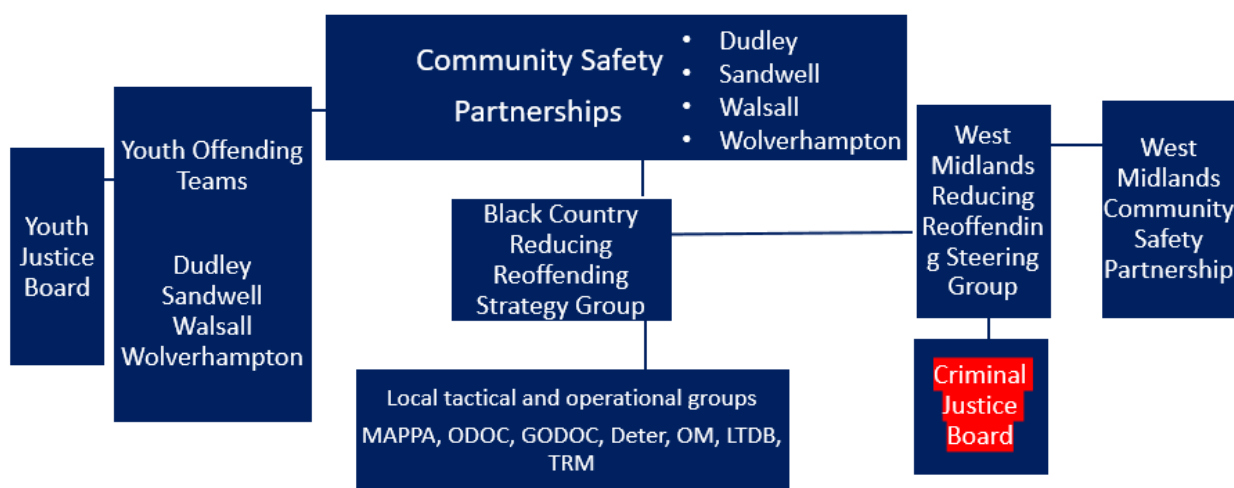 Community Safety
Partnerships
• Dudley
• Sandwell
• Walsall
• Wolverhampton
Youth Offending
Teams
Dudley
Sandwell
Walsall
Wolverhampton
Youth
Justice
Board
Black Country
Reducing
Reoffending
Strategy Group
West
Midlands
Reducing
Reoffendin
g Steering
Group
West
Midlands
Community
Safety
Partnership
Local tactical and operational groups
MAPPA, ODOC, GODOC, Deter, OM, LTDB,
TRM
Criminal
Justice
Board